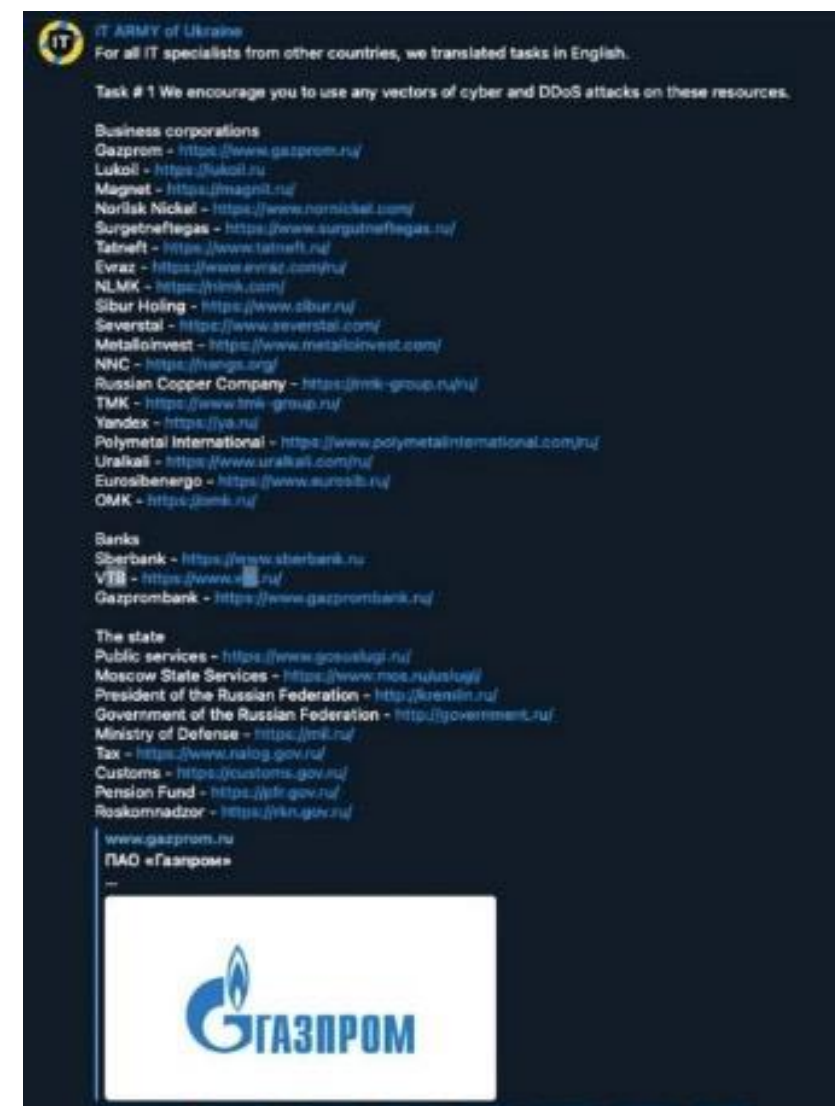 IT
IT ARMY of Ukraine
For all IT specialists from other countries, we translated tasks in English.
Task # 1 We encourage you to use any vectors of cyber and DDoS attacks on these resources.
Business corporations
Gazprom - https://www.gazprom.ru/
Lukoil - https://lukoil.ru
Magnet - https://magnit.ru/
Norilsk Nickel - https://www.nornickel.com/
Surgetneftegas - https://www.surgutneftegas.ru/
Tatneft - https://www.tatneft.ru/
Evraz - https://www.evraz.com/ru/
NLMK - https://nlmk.com/
Sibur Holing - https://www.sibur.ru/
Severstal - https://www.severstal.com/
Metalloinvest - https://www.metalloinvest.com/
NNC -
Russian Copper Company - https://rmk-group.ru/ru/
TMK - https://www.tmk-group.ru/
Yandex - https://ya.ru/
Polymetal International - https://www.polymetalinternational.com/ru/
Uralkali - https://www.uralkali.com/ru/
Eurosibenergo - https://www.eurosib.ru/
OMK - https://omk.ru/
Banks
Sberbank - https://www.sberbank.ru
VTB -
Gazprombank - https://www.gazprombank.ru/
The state
Public services - https://www.gosuslugi.ru/
Moscow State Services - https://www.mos.ru/uslugi/
President of the Russian Federation - http://kremlin.ru/
Government of the Russian Federation - http://government.ru/
Ministry of Defense - https://mil.ru/
Tax - https://www.nalog.gov.ru/
Customs - https://customs.gov.ru/
Pension Fund - https://pfr.gov.ru/
Roskomnadzor - https://rkn.gov.ru/
www.gazprom.ru
ПАО «Газпром»
...
ГАЗПРОМ